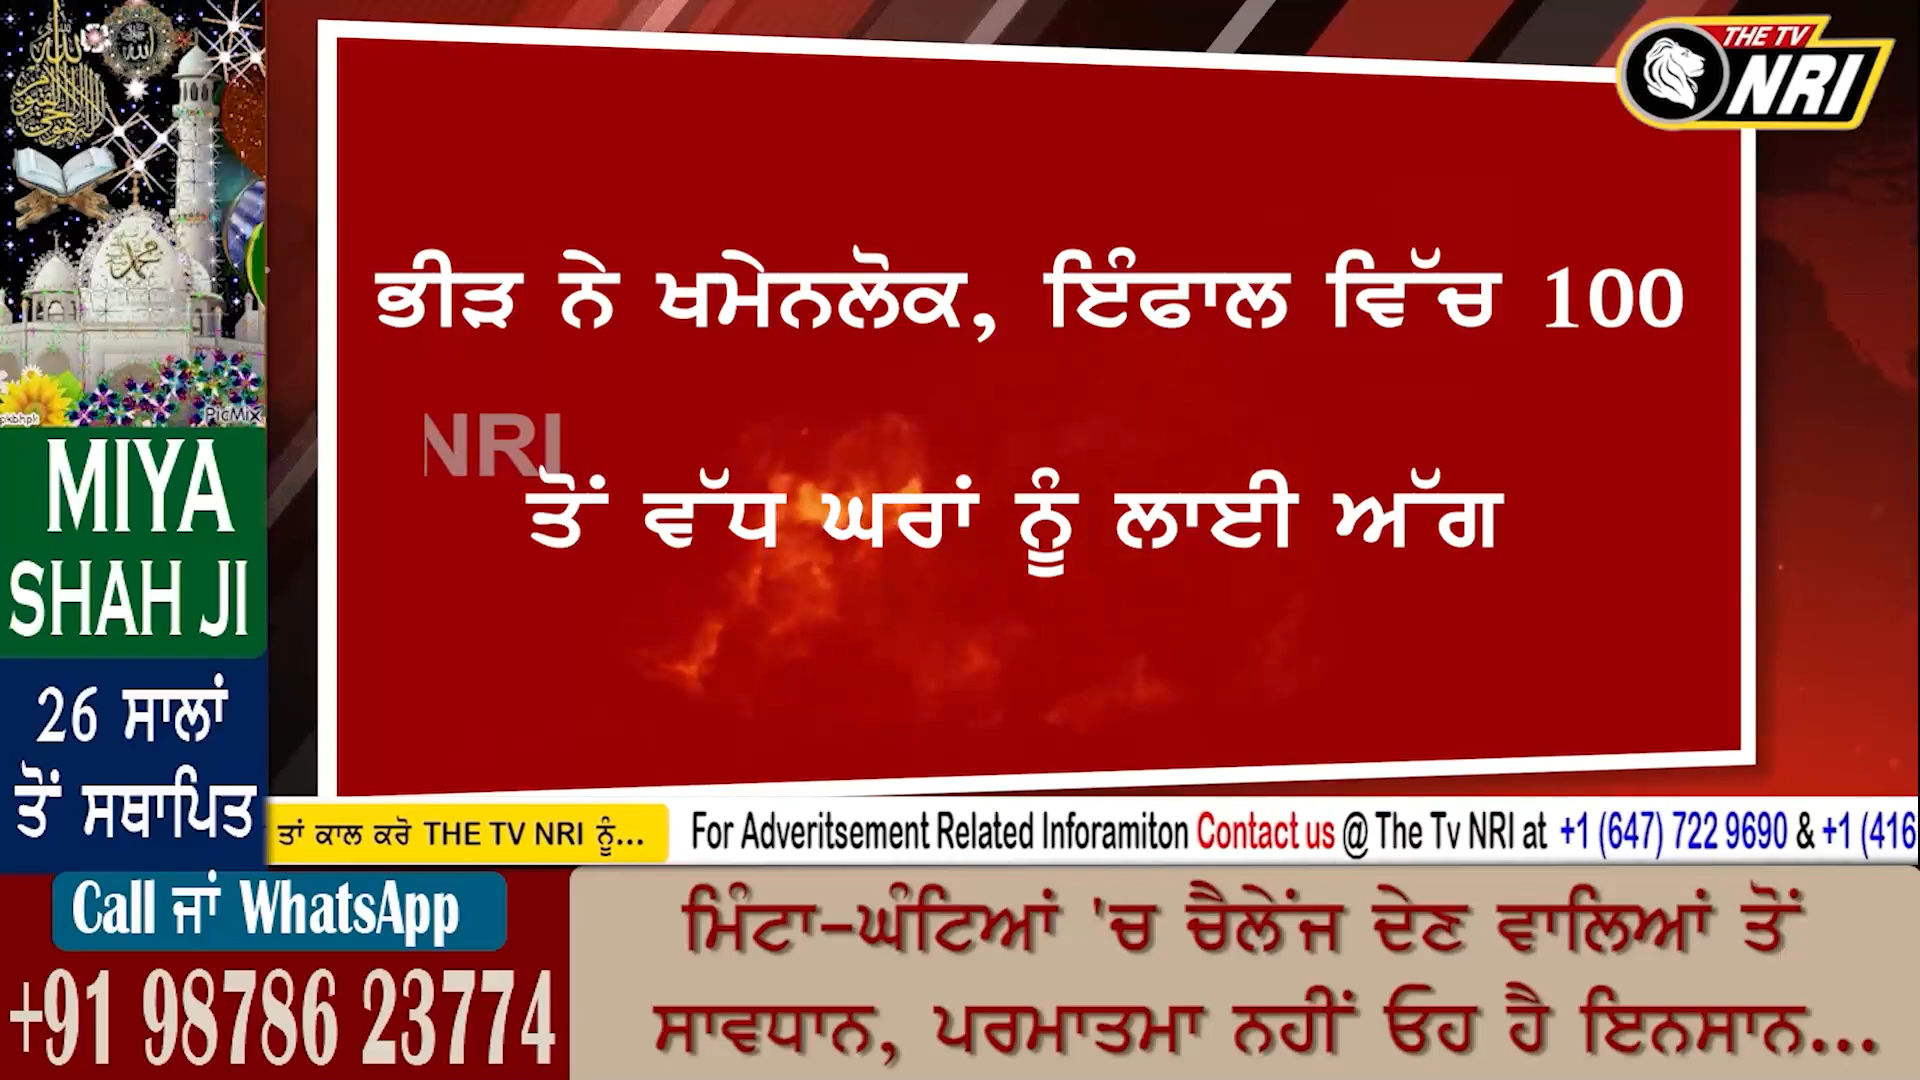 THE TV
NRI
ਭੀੜ ਨੇ ਖਮੇਨਲੋਕ, ਇੰਫਾਲ ਵਿੱਚ 100
NRI
ਤੋਂ ਵੱਧ ਘਰਾਂ ਨੂੰ ਲਾਈ ਅੱਗ
PicMix
MIYA
SHAH JI
26 ਸਾਲਾਂ
ਤੋਂ ਸਥਾਪਿਤ
ਤਾਂ ਕਾਲ ਕਰੋ THE TV NRI ਨੂੰ...
For Adveritsement Related Inforamiton Contact us @ The Tv NRI at +1 (647) 722 9690 & +1 (416
Call ਜਾਂ WhatsApp
+91 98786 23774
ਮਿੰਟਾ-ਘੰਟਿਆਂ 'ਚ ਚੈਲੇਂਜ ਦੇਣ ਵਾਲਿਆਂ ਤੋਂ
ਸਾਵਧਾਨ, ਪਰਮਾਤਮਾ ਨਹੀਂ ਓਹ ਹੈ ਇਨਸਾਨ...